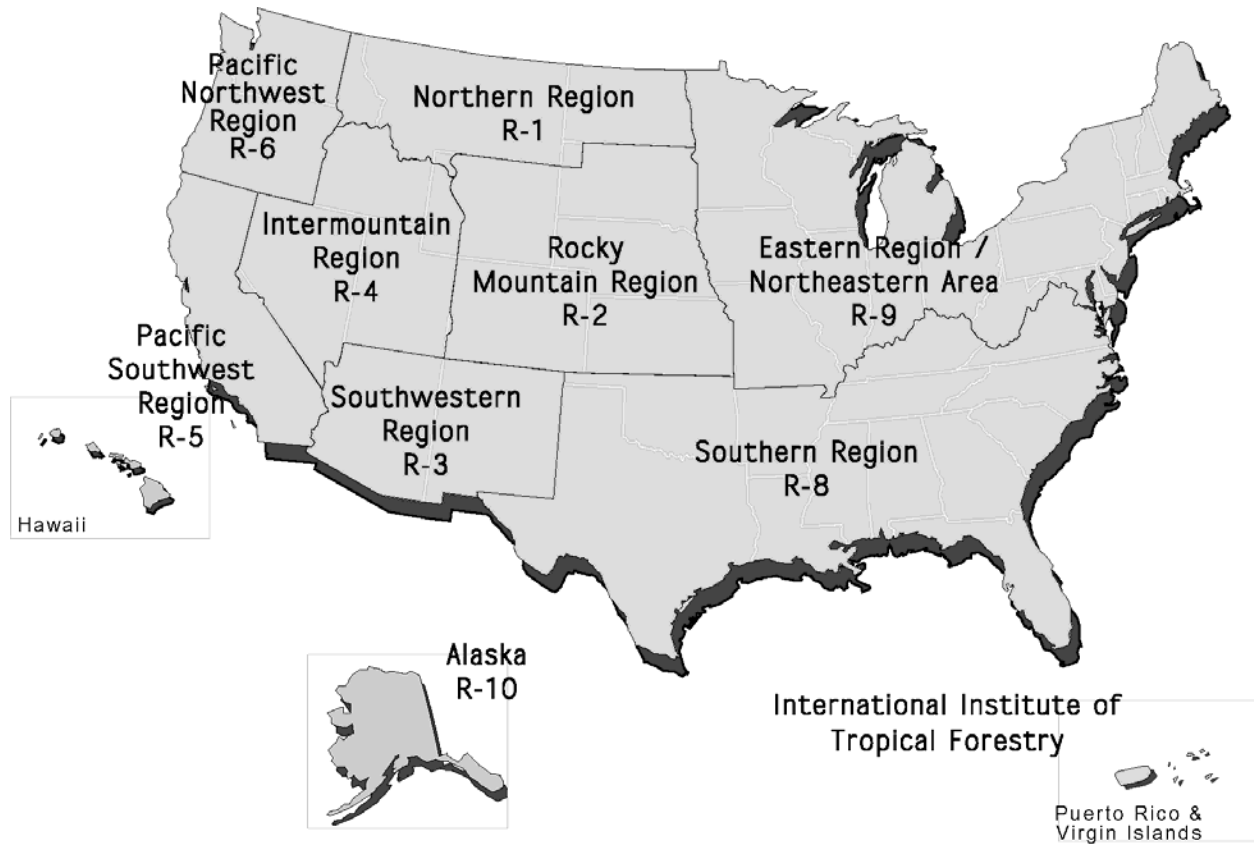 Pacific
Northwest
Region
R-6
Northern Region
R-1
Intermountain
Region
R-4
Rocky
Mountain Region
R-2
Eastern Region /
Northeastern Area
R-9
Pacific
Southwest
Region
R-5
Southwestern
Region
R-3
Southern Region
R-8
Hawaii
Alaska
R-10
International Institute of
Tropical Forestry
Puerto Rico &
Virgin Islands